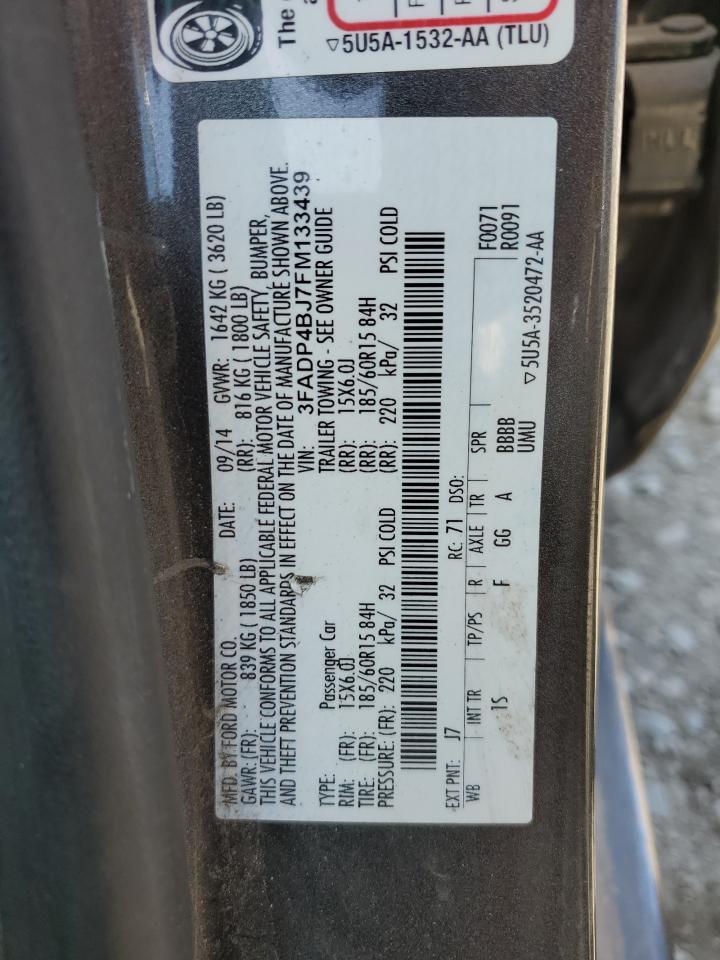 The
a
5U5A-1532-AA (TLU)
MFD. BY FORD MOTOR CO. DATE: 09/14 GVWR: 1642 KG ( 3620 LB)
GAWR: (FR): 839 KG ( 1850 LB) (RR): 816 KG ( 1800 LB)
THIS VEHICLE CONFORMS TO ALL APPLICABLE FEDERAL MOTOR VEHICLE SAFETY, BUMPER,
AND THEFT PREVENTION STANDARDS IN EFFECT ON THE DATE OF MANUFACTURE SHOWN ABOVE.
VIN: 3FADP4BJ7FM133439
TYPE: Passenger Car TRAILER TOWING - SEE OWNER GUIDE
RIM: (FR): 15X6.0J (RR): 15X6.0J
TIRE: (FR): 185/60R15 84H (RR): 185/60R15 84H
PRESSURE: (FR): 220 kPa/ 32 PSI COLD (RR): 220 kPa/ 32 PSI COLD
EXT PNT: J7 RC: 71 DSO: F0071
WB INT TR TP/PS R AXLE TR SPR R0091
1S F GG A BBBB
UMU
5U5A-3520472-AA